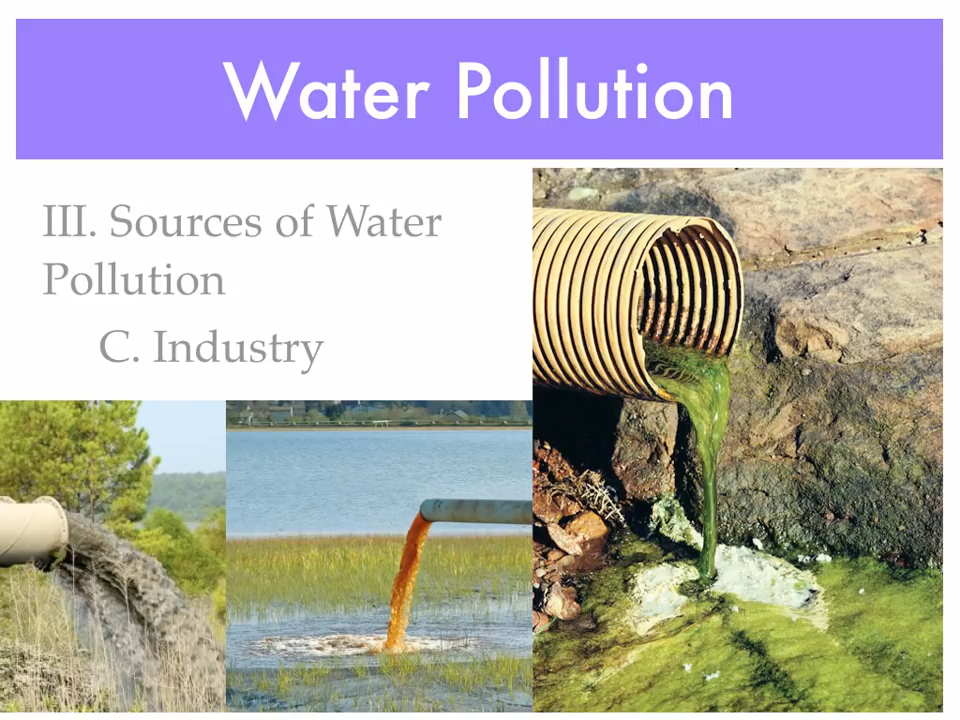 Water Pollution
III. Sources of Water
Pollution
C. Industry